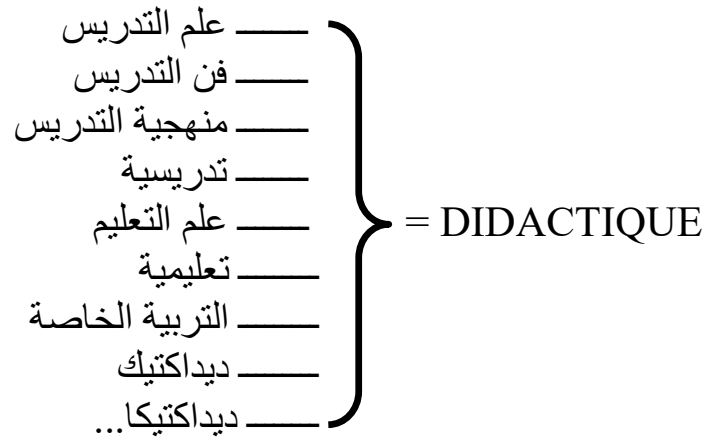 علم التدريس
فن التدريس
منهجية التدريس
تدريسية
علم التعليم
تعليمية
التربية الخاصة
ديداكتيك
ديداكتيكا...
= DIDACTIQUE